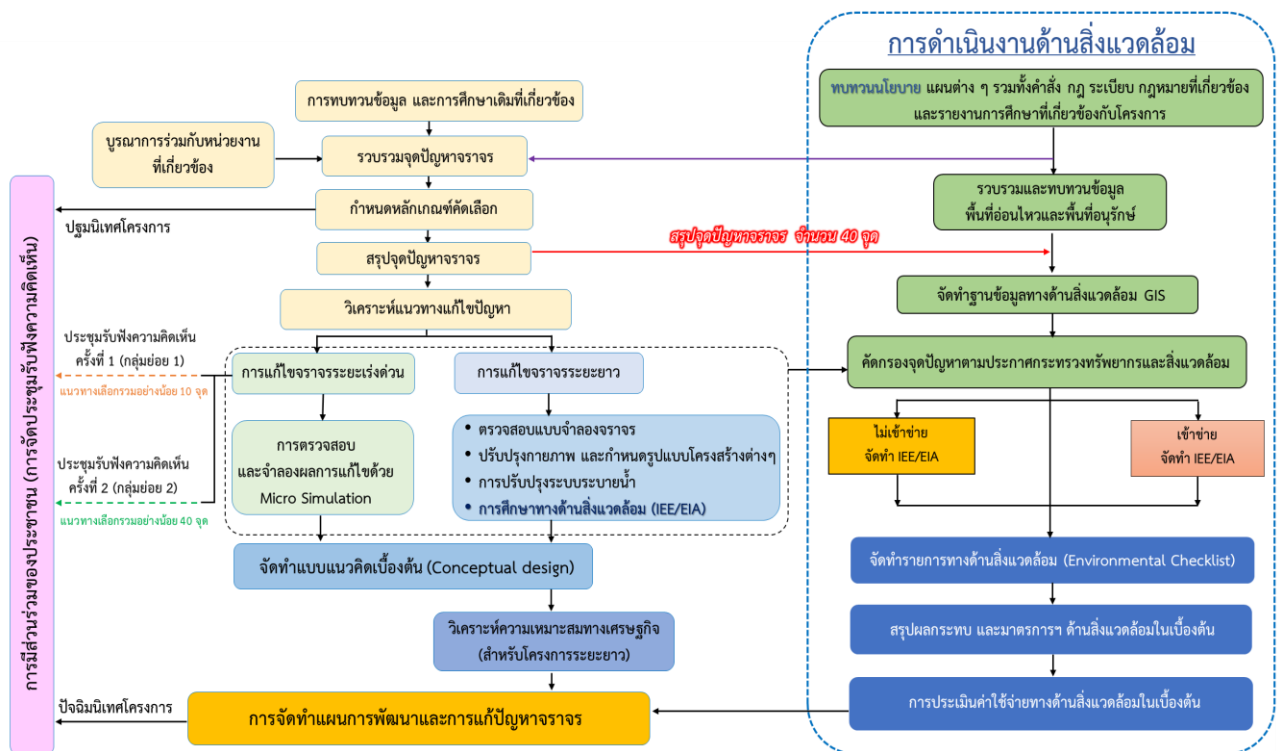 การดำเนินงานด้านสิ่งแวดล้อม
ทบทวนนโยบาย แผนต่าง ๆ รวมทั้งคำสั่ง กฎ ระเบียบ กฎหมายที่เกี่ยวข้อง
และรายงานการศึกษาที่เกี่ยวข้องกับโครงการ
การทบทวนข้อมูล และการศึกษาเดิมที่เกี่ยวข้อง
บูรณาการร่วมกับหน่วยงาน
ที่เกี่ยวข้อง
รวบรวมจุดปัญหาจราจร
รวบรวมและทบทวนข้อมูล
พื้นที่อ่อนไหวและพื้นที่อนุรักษ์
กำหนดหลักเกณฑ์คัดเลือก
ปฐมนิเทศโครงการ
สรุปจุดปัญหาจราจร จำนวน 40 จุด
สรุปจุดปัญหาจราจร
จัดทำฐานข้อมูลทางด้านสิ่งแวดล้อม GIS
วิเคราะห์แนวทางแก้ไขปัญหา
การมีส่วนร่วมของประชาชน (การจัดประชุมรับฟังความคิดเห็น)
ประชุมรับฟังความคิดเห็น
ครั้งที่ 1 (กลุ่มย่อย 1)
แนวทางเลือกรวมอย่างน้อย 10 จุด
การแก้ไขจราจรระยะเร่งด่วน
การแก้ไขจราจรระยะยาว
คัดกรองจุดปัญหาตามประกาศกระทรวงทรัพยากรและสิ่งแวดล้อม
ไม่เข้าข่าย
จัดทำ IEE/EIA
เข้าข่าย
จัดทำ IEE/EIA
การตรวจสอบ
และจำลองผลการแก้ไขด้วย
Micro Simulation
• ตรวจสอบแบบจำลองจราจร
• ปรับปรุงกายภาพ และกำหนดรูปแบบโครงสร้างต่างๆ
• การปรับปรุงระบบระบายน้ำ
• การศึกษาทางด้านสิ่งแวดล้อม (IEE/EIA)
ประชุมรับฟังความคิดเห็น
ครั้งที่ 2 (กลุ่มย่อย 2)
แนวทางเลือกรวมอย่างน้อย 40 จุด
จัดทำแบบแนวคิดเบื้องต้น (Conceptual design)
จัดทำรายการทางด้านสิ่งแวดล้อม (Environmental Checklist)
วิเคราะห์ความเหมาะสมทางเศรษฐกิจ
(สำหรับโครงการระยะยาว)
สรุปผลกระทบ และมาตรการฯ ด้านสิ่งแวดล้อมในเบื้องต้น
ปัจฉิมนิเทศโครงการ
การจัดทำแผนการพัฒนาและการแก้ปัญหาจราจร
การประเมินค่าใช้จ่ายทางด้านสิ่งแวดล้อมในเบื้องต้น